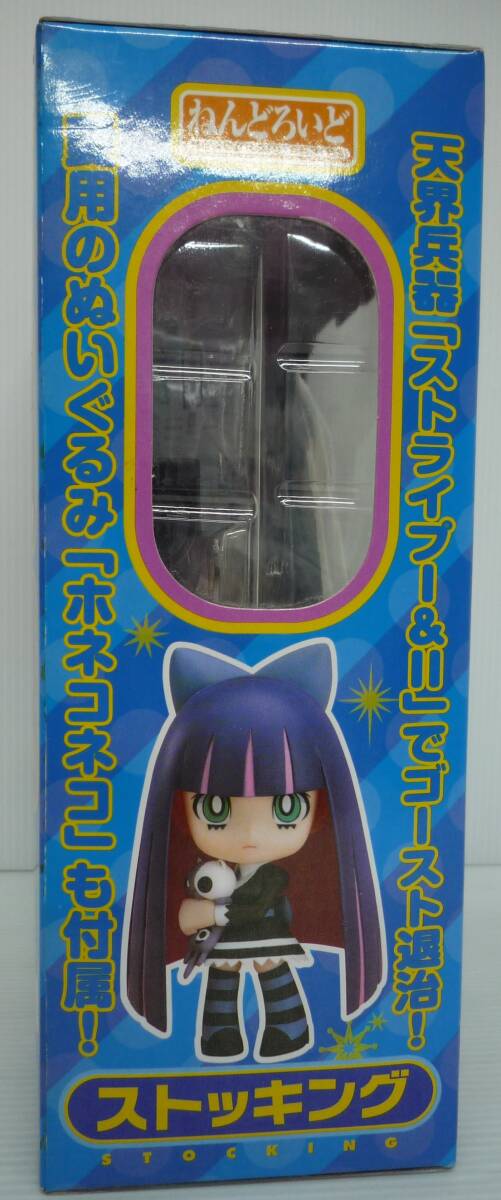 ねんどろいど
天界兵器「ストライプⅠ&Ⅱ」でゴースト退治!
用のぬいぐるみ「ホネコネコ」も付属!
ストッキング
STOCKING